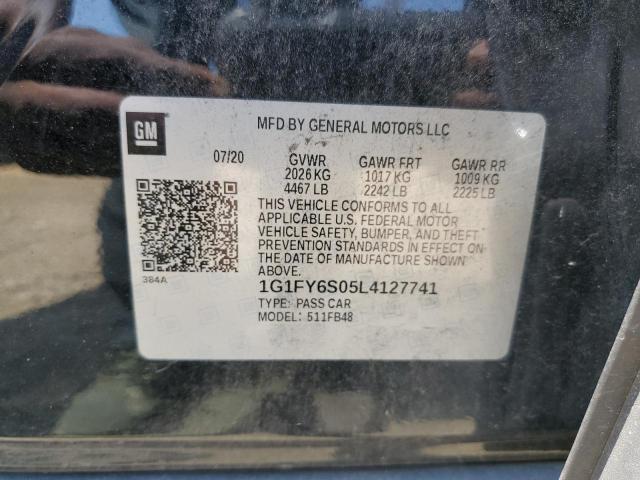 GM
MFD BY GENERAL MOTORS LLC
07/20 GVWR GAWR FRT GAWR RR
2026 KG 1017 KG 1009 KG
4467 LB 2242 LB 2225 LB
THIS VEHICLE CONFORMS TO ALL
APPLICABLE U.S. FEDERAL MOTOR
VEHICLE SAFETY, BUMPER, AND THEFT
PREVENTION STANDARDS IN EFFECT ON
THE DATE OF MANUFACTURE SHOWN
ABOVE.
384A
1G1FY6S05L4127741
TYPE: PASS CAR
MODEL: 511FB48